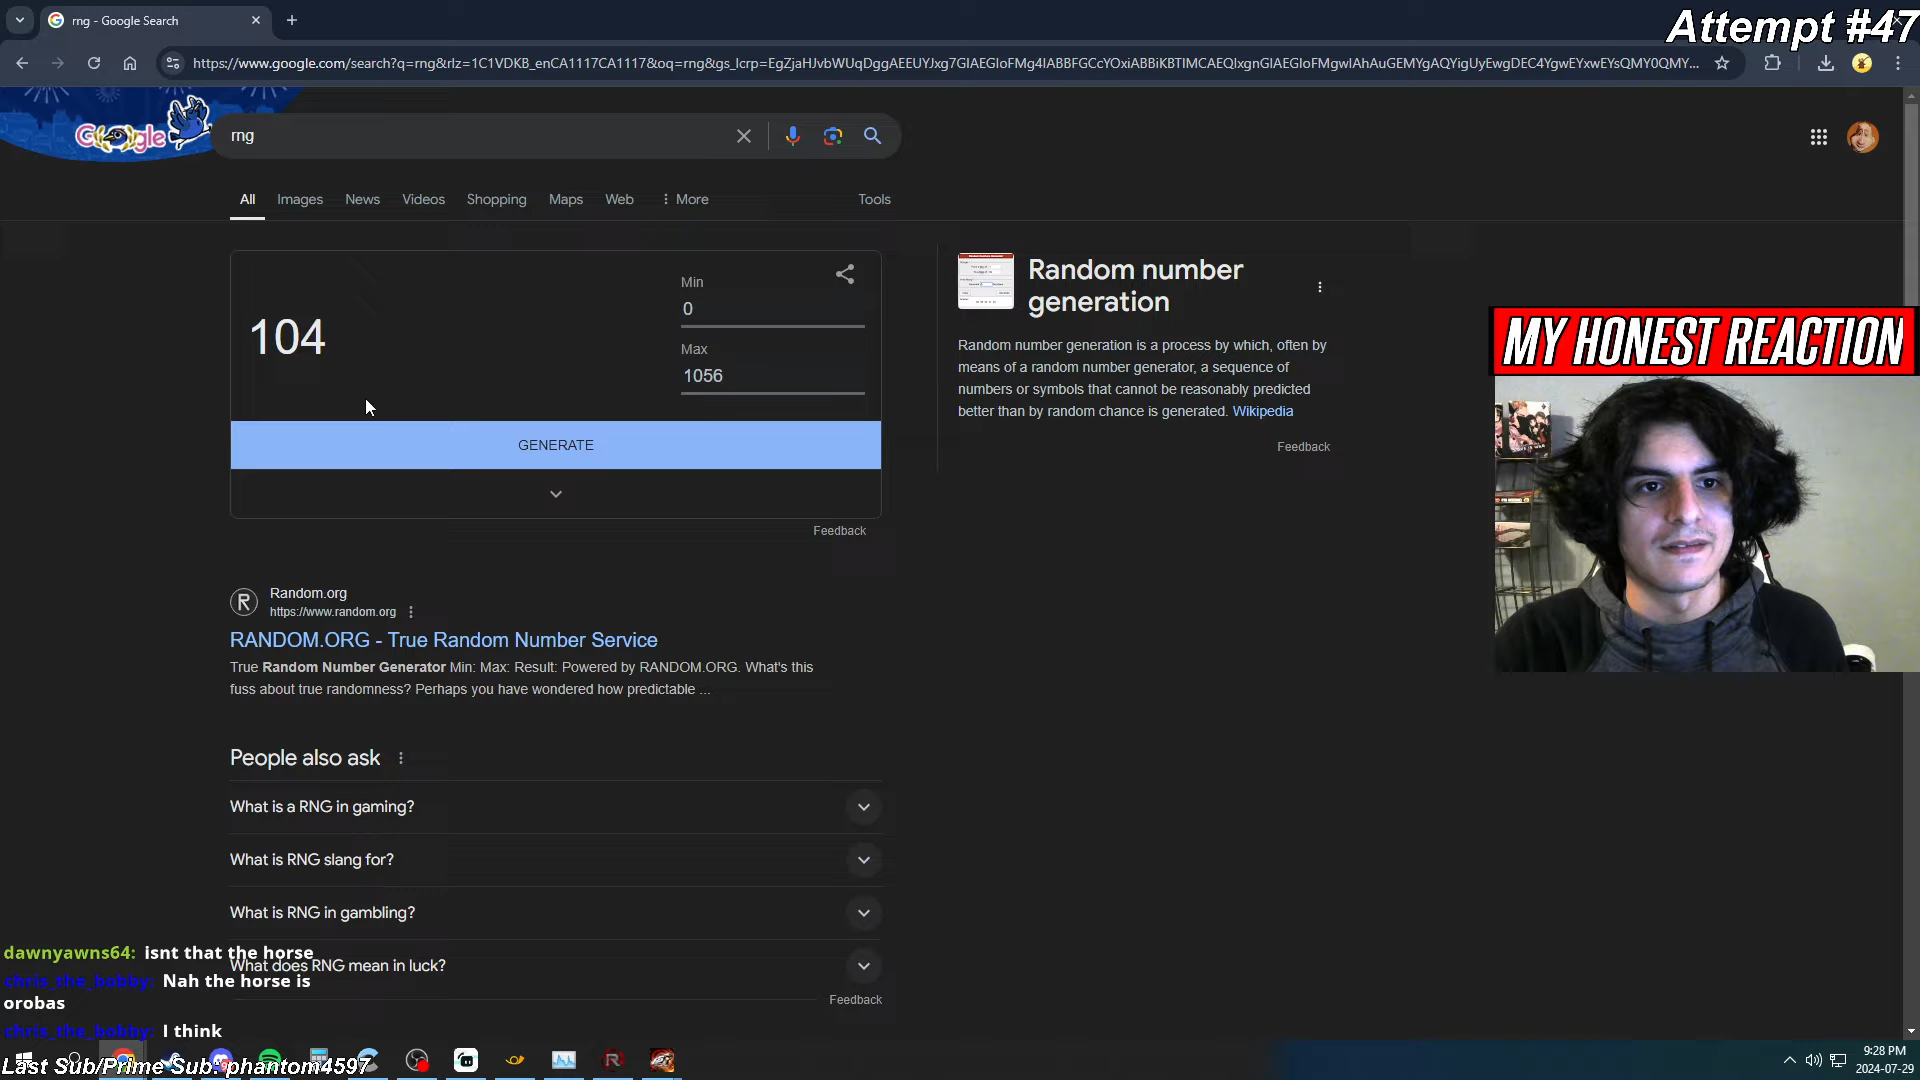 rng - Google Search
Attempt #47
https://www.google.com/search?q=rng&rlz=1C1VDKB_enCA1117CA1117&oq=rng&gs_lcrp=EgZjaHJvbWUqDggAEEUYJxg7GIAEGIoFMg4IABBFGCcYOxiABBiKBTIMCAEQIxgnGIAEGIoFMgwIAhAuGEMYgAQYigUyEwgDEC4YgwEYxwEYsQMY0QMY...
Google
rng
All Images News Videos Shopping Maps Web More Tools
104
Min
0
Max
1056
GENERATE
Feedback
Random number
generation
Random number generation is a process by which, often by
means of a random number generator, a sequence of
numbers or symbols that cannot be reasonably predicted
better than by random chance is generated. Wikipedia
Feedback
MY HONEST REACTION
R
Random.org
https://www.random.org
RANDOM.ORG - True Random Number Service
True Random Number Generator Min: Max: Result: Powered by RANDOM.ORG. What's this
fuss about true randomness? Perhaps you have wondered how predictable ...
People also ask
What is a RNG in gaming?
What is RNG slang for?
What is RNG in gambling?
What does RNG mean in luck?
Feedback
dawnyawns64: isnt that the horse
chris_the_bobby: Nah the horse is
orobas
chris_the_bobby: I think
Last Sub/Prime Sub: phantom4597
9:28 PM
2024-07-29